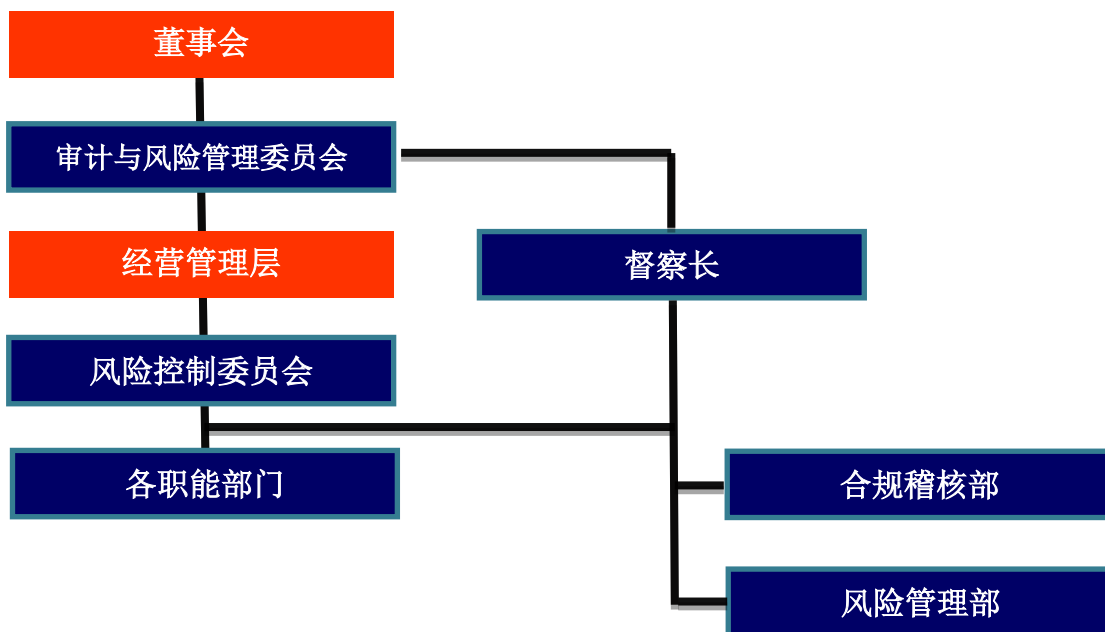 董事会
审计与风险管理委员会
经营管理层
督察长
风险控制委员会
各职能部门
合规稽核部
风险管理部